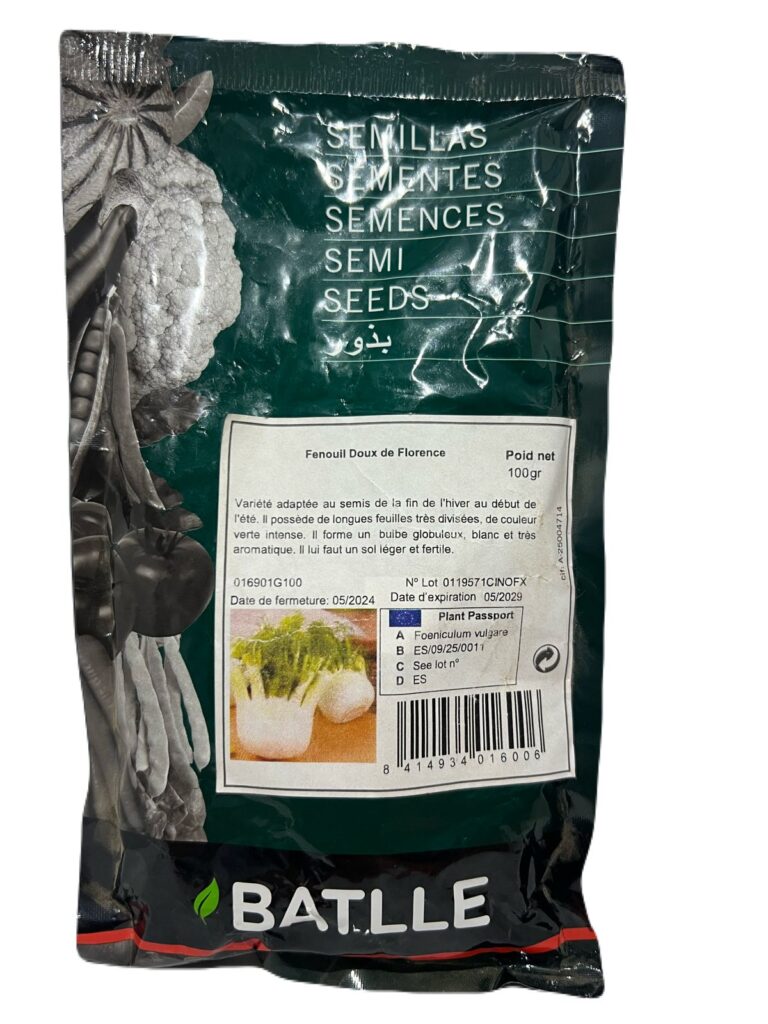 SEMILLAS
SEMENTES
SEMENCES
SEMI
SEEDS
بذور
Fenouil Doux de Florence
Poid net
100gr
Variété adaptée au semis de la fin de l'hiver au début de
l'été. Il possède de longues feuilles très divisées, de couleur
verte intense. Il forme un bulbe globuleux, blanc et très
aromatique. Il lui faut un sol léger et fertile.
cif: A-25004714
016901G100 Nº Lot 0119571CINOFX
Date de fermeture: 05/2024 Date d'expiration 05/2029
Plant Passport
A Foeniculum vulgare
B ES/09/25/0011
C See lot nº
D ES
8 414934 016006
BATLLE